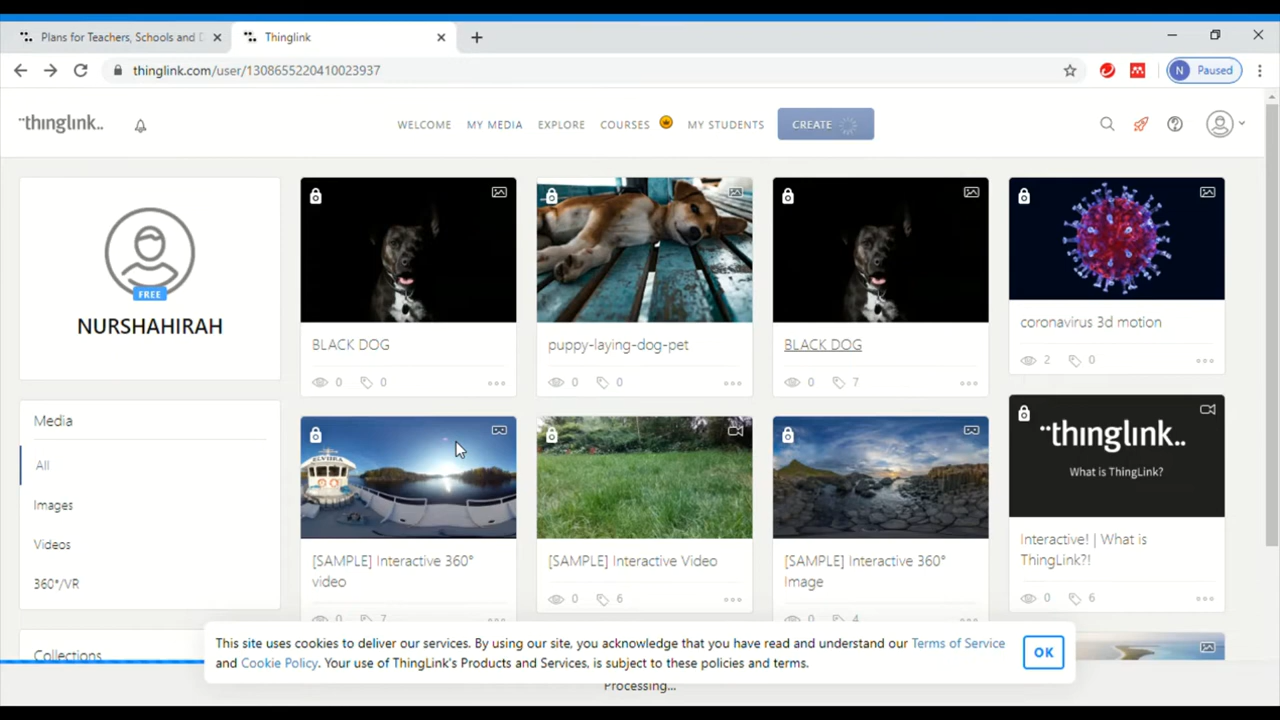 Plans for Teachers, Schools and D
Thinglink
thinglink.com/user/1308655220410023937
N Paused
thinglink..
WELCOME MY MEDIA EXPLORE COURSES MY STUDENTS CREATE
FREE
NURSHAHIRAH
Media
All
Images
Videos
360°/VR
Collections
BLACK DOG
0 0
puppy-laying-dog-pet
0 0
BLACK DOG
0 7
coronavirus 3d motion
2 0
[SAMPLE] Interactive 360°
video
0 7
[SAMPLE] Interactive Video
0 6
[SAMPLE] Interactive 360°
Image
0 4
thinglink..
What is ThingLink?
Interactive! | What is
ThingLink?!
0 6
This site uses cookies to deliver our services. By using our site, you acknowledge that you have read and understand our Terms of Service
and Cookie Policy. Your use of ThingLink's Products and Services, is subject to these policies and terms.
OK
Processing...